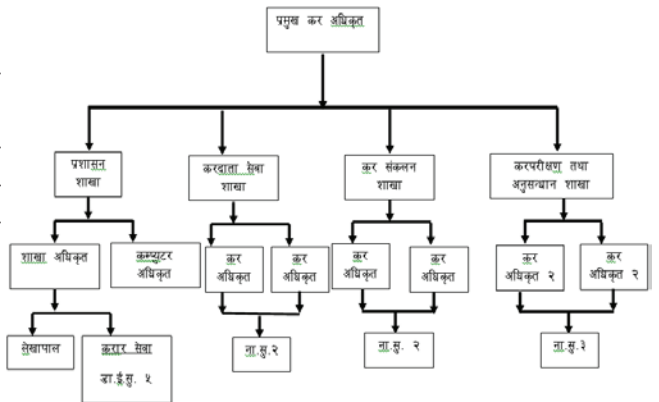 प्रमुख कर अधिकृत
प्रशासन
शाखा
करदाता सेवा
शाखा
कर संकलन
शाखा
करपरीक्षण तथा
अनुसन्धान शाखा
शाखा अधिकृत
कम्प्युटर
अधिकृत
कर
अधिकृत
कर
अधिकृत
कर
अधिकृत
कर
अधिकृत
कर
अधिकृत २
कर
अधिकृत २
लेखापाल
करार सेवा
डा.ई.सु. ५
ना.सु.२
ना.सु. २
ना.सु.३